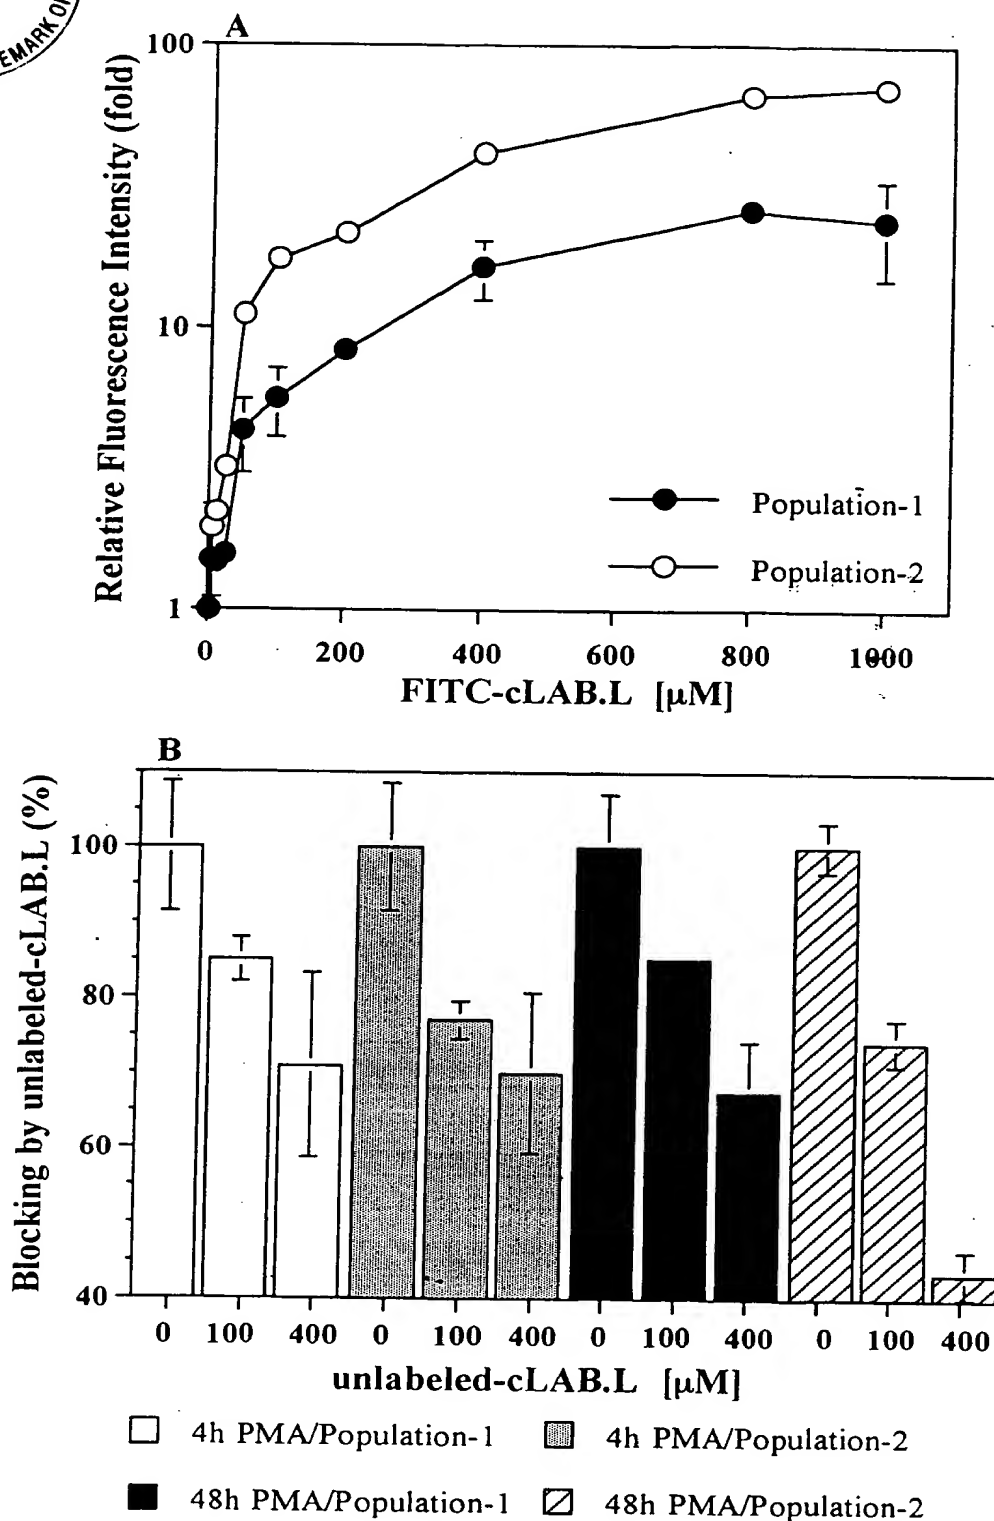 EMARK O
A
Relative Fluorescence Intensity (fold)
100
10
1
Population-1
Population-2
0 200 400 600 800 1000
FITC-cLAB.L [µM]
B
Blocking by unlabeled-cLAB.L (%)
100
80
60
40
0 100 400 0 100 400 0 100 400 0 100 400
unlabeled-cLAB.L [µM]
4h PMA/Population-1 4h PMA/Population-2
48h PMA/Population-1 48h PMA/Population-2